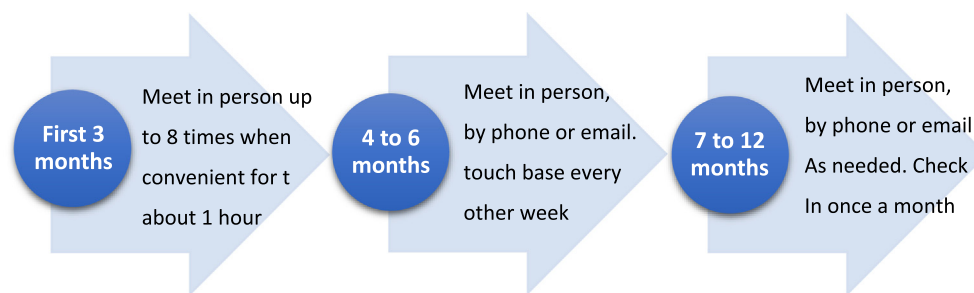 First 3
months
Meet in person up
to 8 times when
convenient for t
about 1 hour
4 to 6
months
Meet in person,
by phone or email.
touch base every
other week
7 to 12
months
Meet in person,
by phone or email
As needed. Check
In once a month